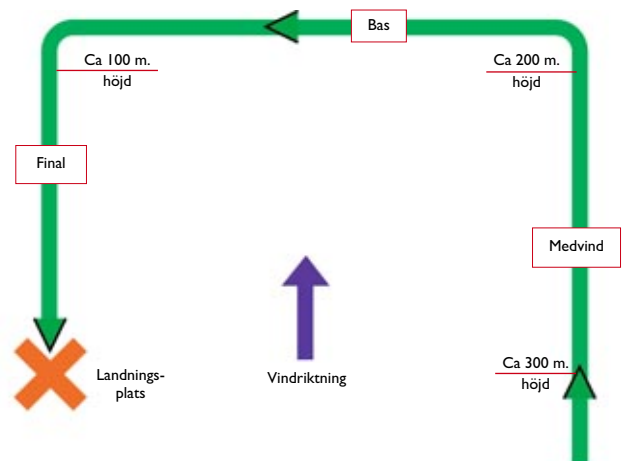 Bas
Ca 100 m.
höjd
Ca 200 m.
höjd
Final
Medvind
Landnings-
plats
Vindriktning
Ca 300 m.
höjd